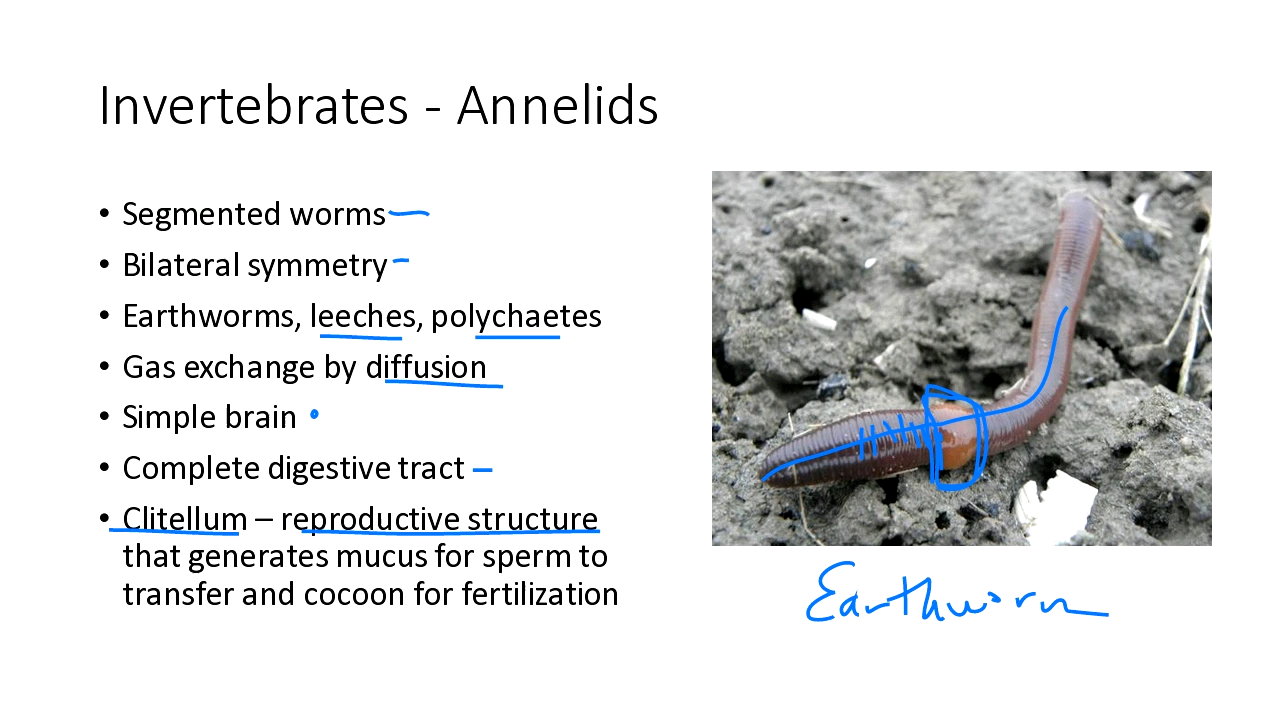 Invertebrates - Annelids
• Segmented worms
• Bilateral symmetry
• Earthworms, leeches, polychaetes
• Gas exchange by diffusion
• Simple brain
• Complete digestive tract
• Clitellum – reproductive structure
that generates mucus for sperm to
transfer and cocoon for fertilization
Earthworm